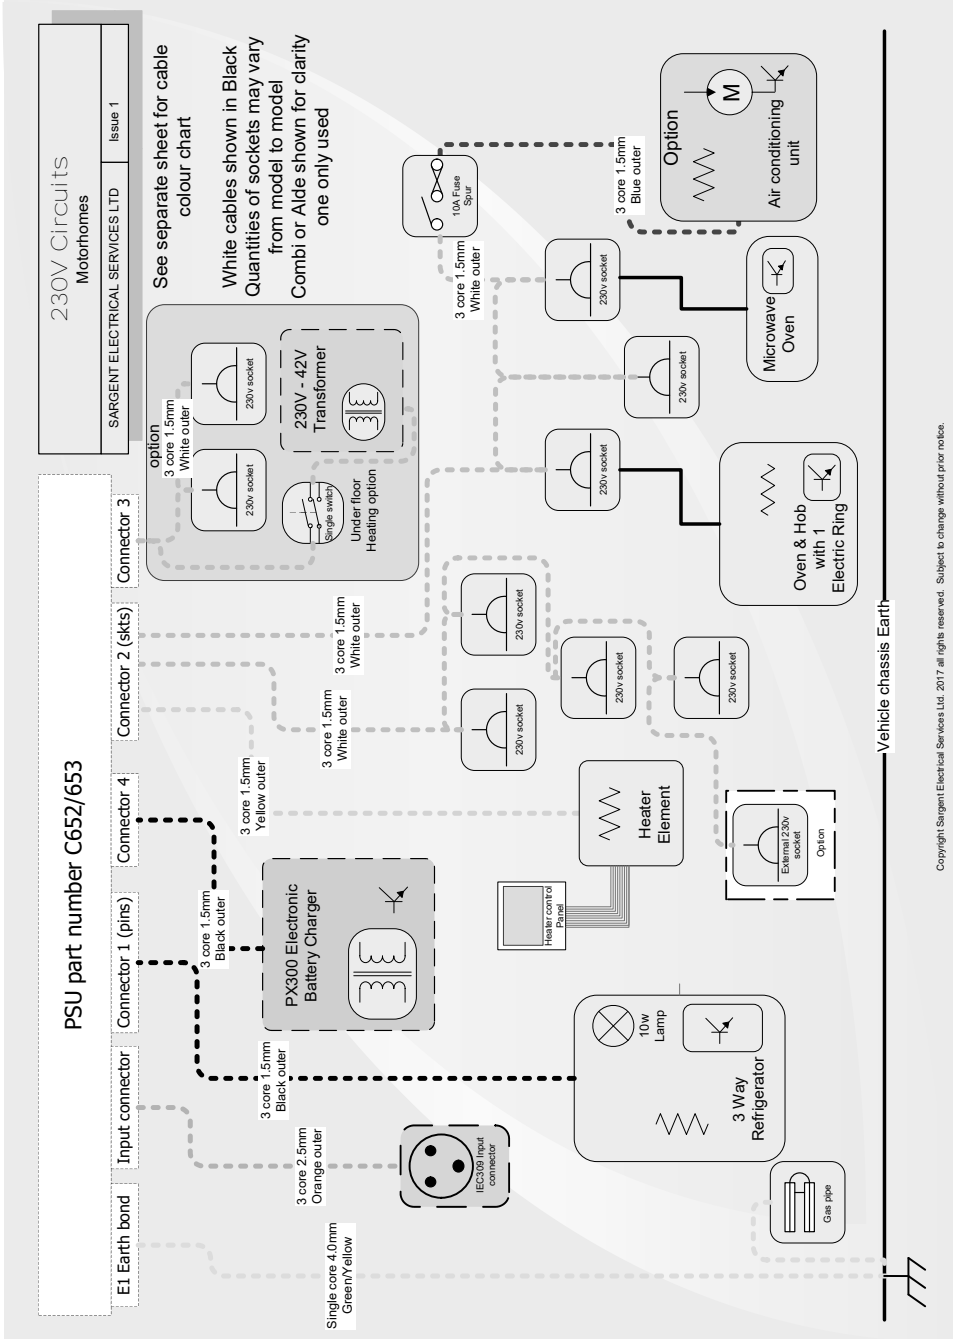 230V Circuits
Motorhomes
SARGENT ELECTRICAL SERVICES LTD
Issue 1
See separate sheet for cable
colour chart
White cables shown in Black
Quantities of sockets may vary
from model to model
Combi or Alde shown for clarity
one only used
PSU part number C652/653
E1 Earth bond
Input connector
Connector 1 (pins)
Connector 4
Connector 2 (skts)
Connector 3
option
3 core 1.5mm
White outer
230v socket
230v socket
230V - 42V
Transformer
Single switch
Under floor
Heating option
3 core 1.5mm
White outer
3 core 1.5mm
White outer
3 core 1.5mm
Yellow outer
3 core 1.5mm
Black outer
3 core 1.5mm
Black outer
3 core 2.5mm
Orange outer
Single core 4.0mm
Green/Yellow
PX300 Electronic
Battery Charger
IEC309 Input
connector
10A Fuse
Spur
3 core 1.5mm
White outer
3 core 1.5mm
Blue outer
Option
M
Air conditioning
unit
230v socket
230v socket
230v socket
230v socket
230v socket
230v socket
230v socket
Microwave
Oven
Oven & Hob
with 1
Electric Ring
Heater control
Panel
Heater
Element
External 230v
socket
Option
10w
Lamp
3 Way
Refrigerator
Gas pipe
Vehicle chassis Earth
Copyright Sargent Electrical Services Ltd. 2017 all rights reserved. Subject to change without prior notice.